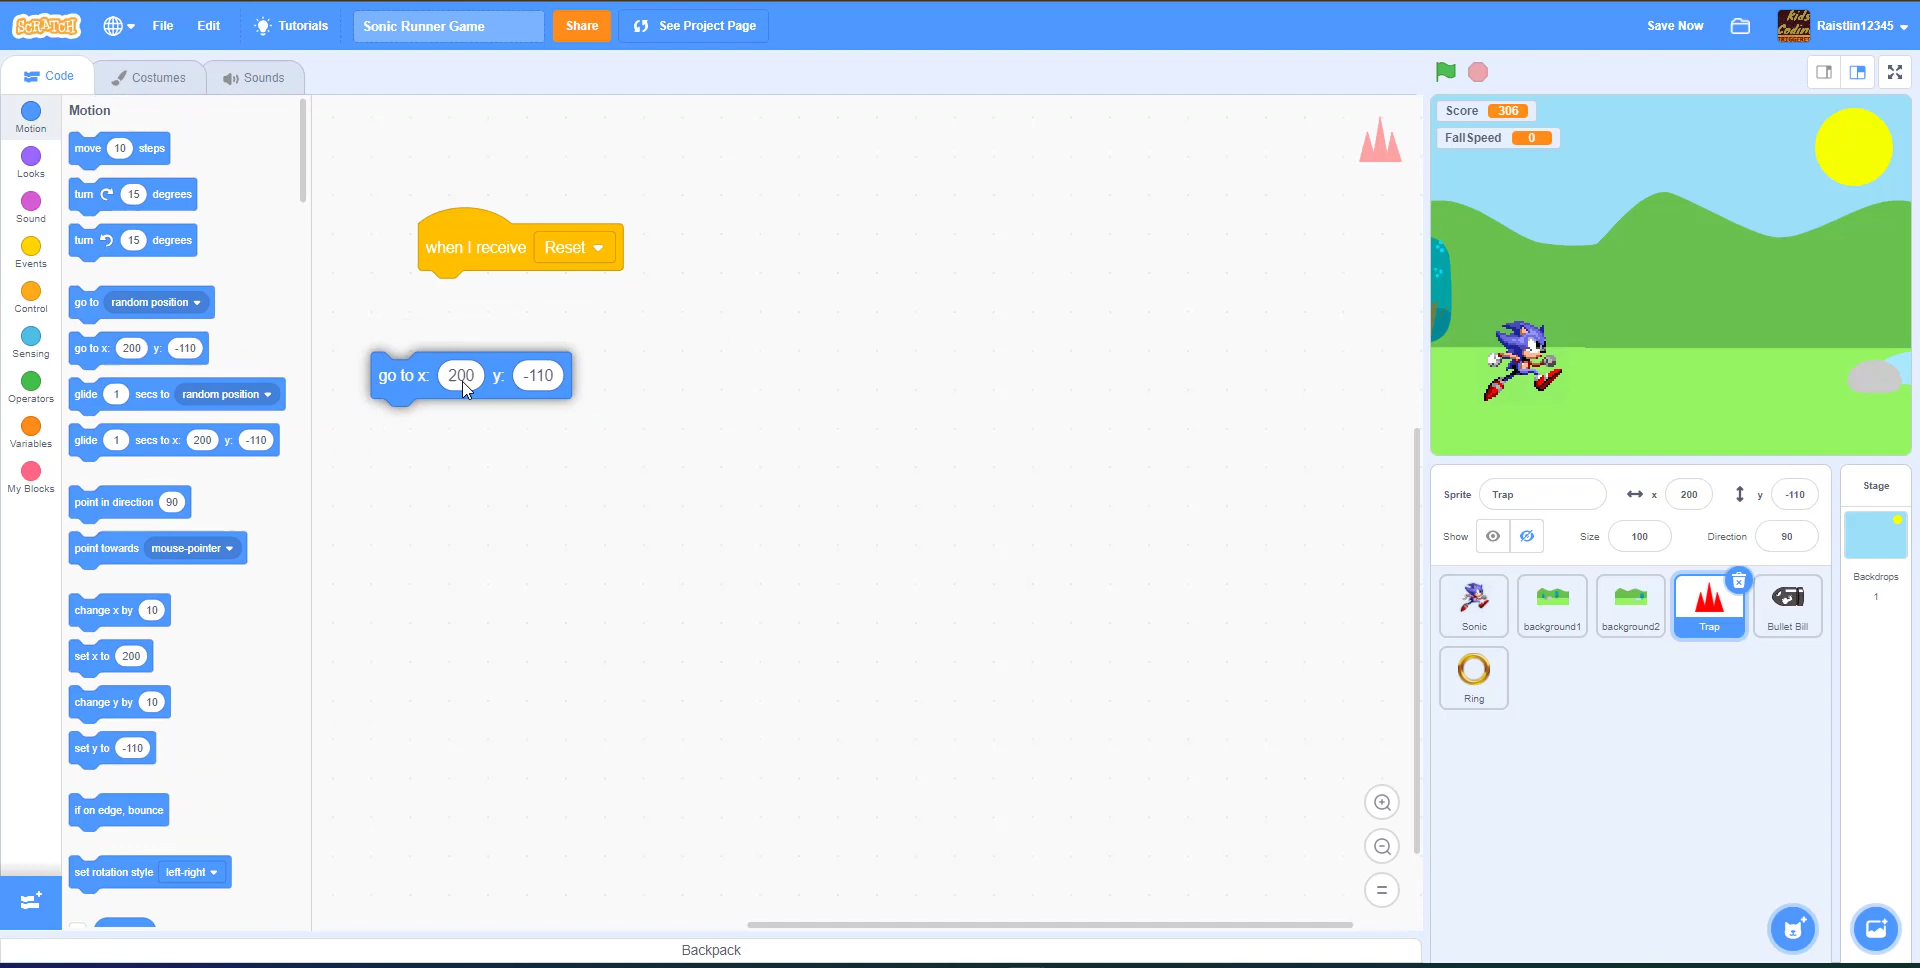 SCRATCH File Edit Tutorials Sonic Runner Game Share See Project Page Save Now Kids Coding Raistlin12345
Code Costumes Sounds
Motion
Looks
Sound
Events
Control
Sensing
Operators
Variables
My Blocks
Motion
move 10 steps
turn 15 degrees
turn 15 degrees
go to random position
go to x: 200 y: -110
glide 1 secs to random position
glide 1 secs to x: 200 y: -110
point in direction 90
point towards mouse-pointer
change x by 10
set x to 200
change y by 10
set y to -110
if on edge, bounce
set rotation style left-right
when I receive Reset
go to x: 200 y: -110
Score 306
Fall Speed 0
Sprite Trap x 200 y -110
Show Size 100 Direction 90
Sonic background1 background2 Trap Bullet Bill
Ring
Stage
Backdrops
1
Backpack